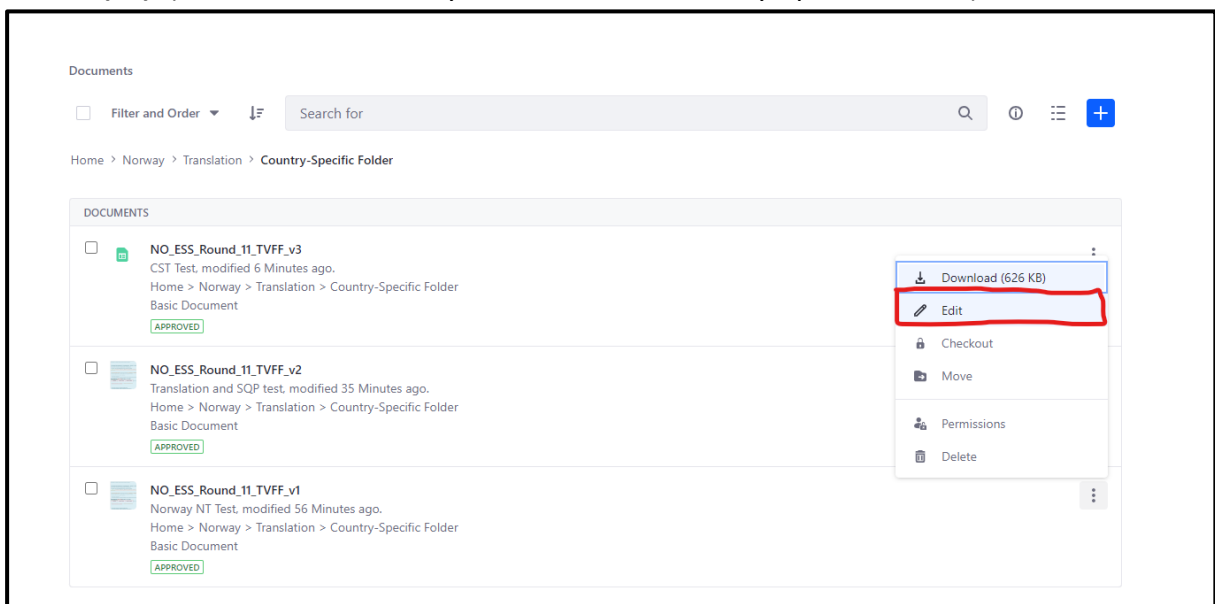 Documents
Filter and Order
Search for
Home > Norway > Translation > Country-Specific Folder
DOCUMENTS
NO_ESS_Round_11_TVFF_v3
CST Test, modified 6 Minutes ago.
Home > Norway > Translation > Country-Specific Folder
Basic Document
APPROVED
Download (626 KB)
Edit
Checkout
Move
Permissions
Delete
NO_ESS_Round_11_TVFF_v2
Translation and SQP test, modified 35 Minutes ago.
Home > Norway > Translation > Country-Specific Folder
Basic Document
APPROVED
NO_ESS_Round_11_TVFF_v1
Norway NT Test, modified 56 Minutes ago.
Home > Norway > Translation > Country-Specific Folder
Basic Document
APPROVED